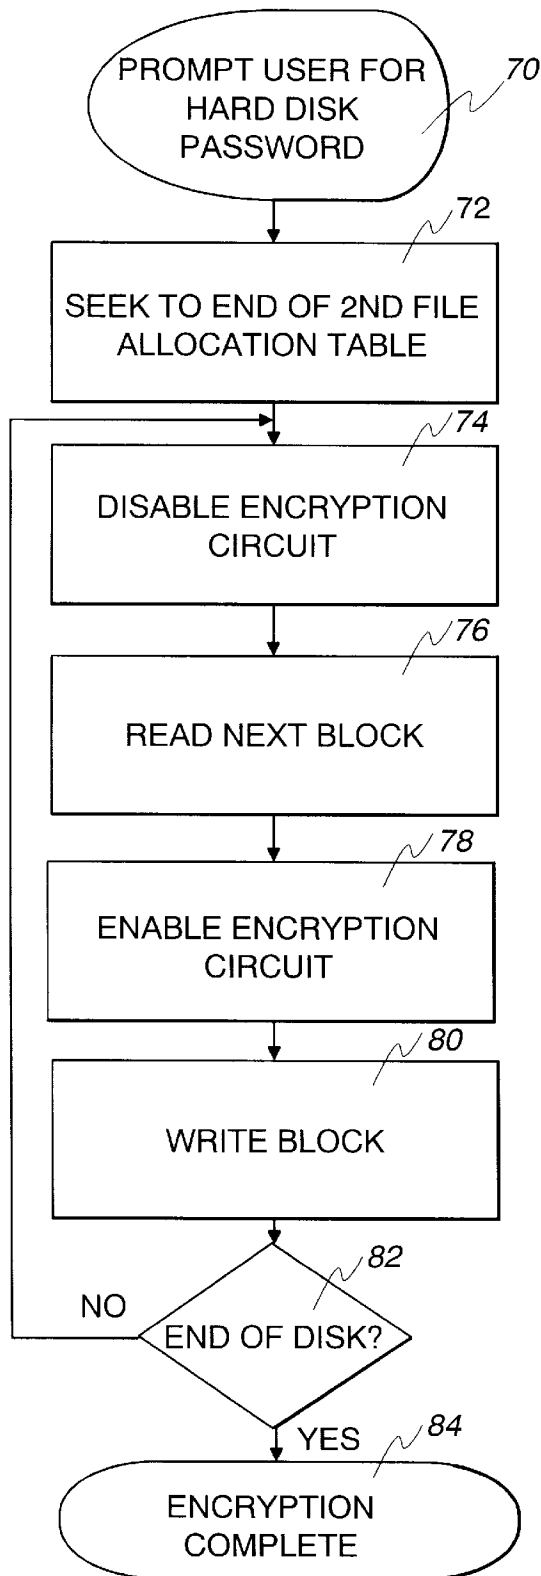 PROMPT USER FOR
HARD DISK
PASSWORD
70
72
SEEK TO END OF 2ND FILE
ALLOCATION TABLE
74
DISABLE ENCRYPTION
CIRCUIT
76
READ NEXT BLOCK
78
ENABLE ENCRYPTION
CIRCUIT
80
WRITE BLOCK
82
NO
END OF DISK?
YES
84
ENCRYPTION
COMPLETE